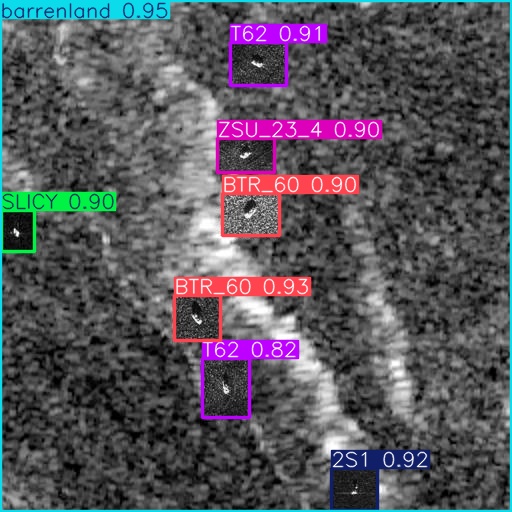 barrenland 0.95
T62 0.91
ZSU_23_4 0.90
BTR_60 0.90
SLICY 0.90
BTR_60 0.93
T62 0.82
2S1 0.92